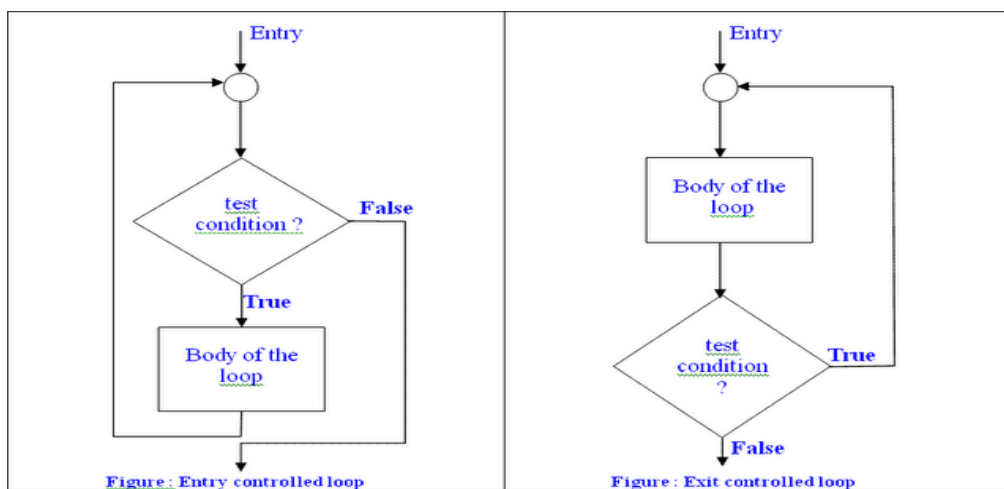 Entry
test
condition ?
False
True
Body of the
loop
Figure : Entry controlled loop
Entry
Body of the
loop
test
condition
?
True
False
Figure : Exit controlled loop